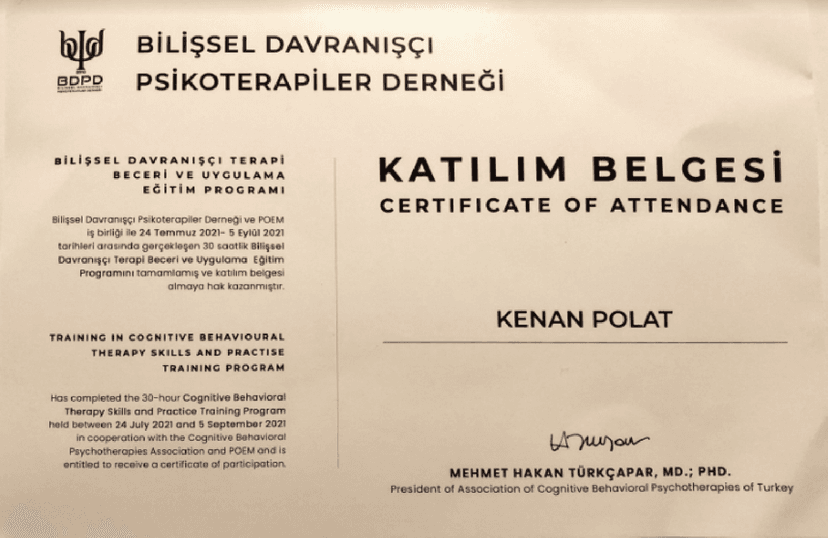 BDPD
BİLİŞSEL DAVRANIŞÇI
PSİKOTERAPİLER DERNEĞİ
BİLİŞSEL DAVRANIŞÇI TERAPİ
BECERİ VE UYGULAMA
EĞİTİM PROGRAMI
Bilişsel Davranışçı Psikoterapiler Derneği ve POEM
iş birliği ile 24 Temmuz 2021- 5 Eylül 2021
tarihleri arasında gerçekleşen 30 saatlik Bilişsel
Davranışçı Terapi Beceri ve Uygulama Eğitim
Programını tamamlamış ve katılım belgesi
almaya hak kazanmıştır.
TRAINING IN COGNITIVE BEHAVIOURAL
THERAPY SKILLS AND PRACTISE
TRAINING PROGRAM
Has completed the 30-hour Cognitive Behavioral
Therapy Skills and Practice Training Program
held between 24 July 2021 and 5 September 2021
in cooperation with the Cognitive Behavioral
Psychotherapies Association and POEM and is
entitled to receive a certificate of participation.
KATILIM BELGESİ
CERTIFICATE OF ATTENDANCE
KENAN POLAT
MEHMET HAKAN TÜRKÇAPAR, MD.; PHD.
President of Association of Cognitive Behavioral Psychotherapies of Turkey